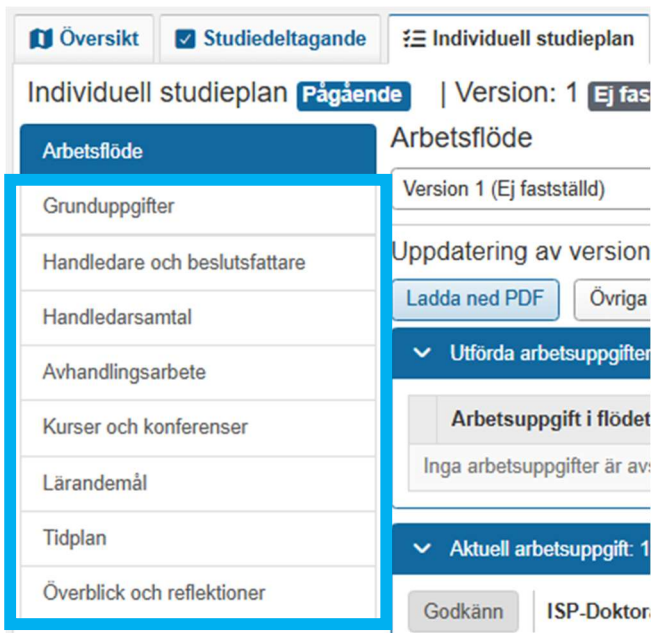 Översikt
Studiedeltagande
Individuell studieplan
Individuell studieplan Pågående | Version: 1 Ej fas
Arbetsflöde
Grunduppgifter
Handledare och beslutsfattare
Handledarsamtal
Avhandlingsarbete
Kurser och konferenser
Lärandemål
Tidplan
Överblick och reflektioner
Arbetsflöde
Version 1 (Ej fastställd)
Uppdatering av version
Ladda ned PDF
Övriga
Utförda arbetsuppgifter
Arbetsuppgift i flödet
Inga arbetsuppgifter är av
Aktuell arbetsuppgift: 1
Godkänn
ISP-Doktor